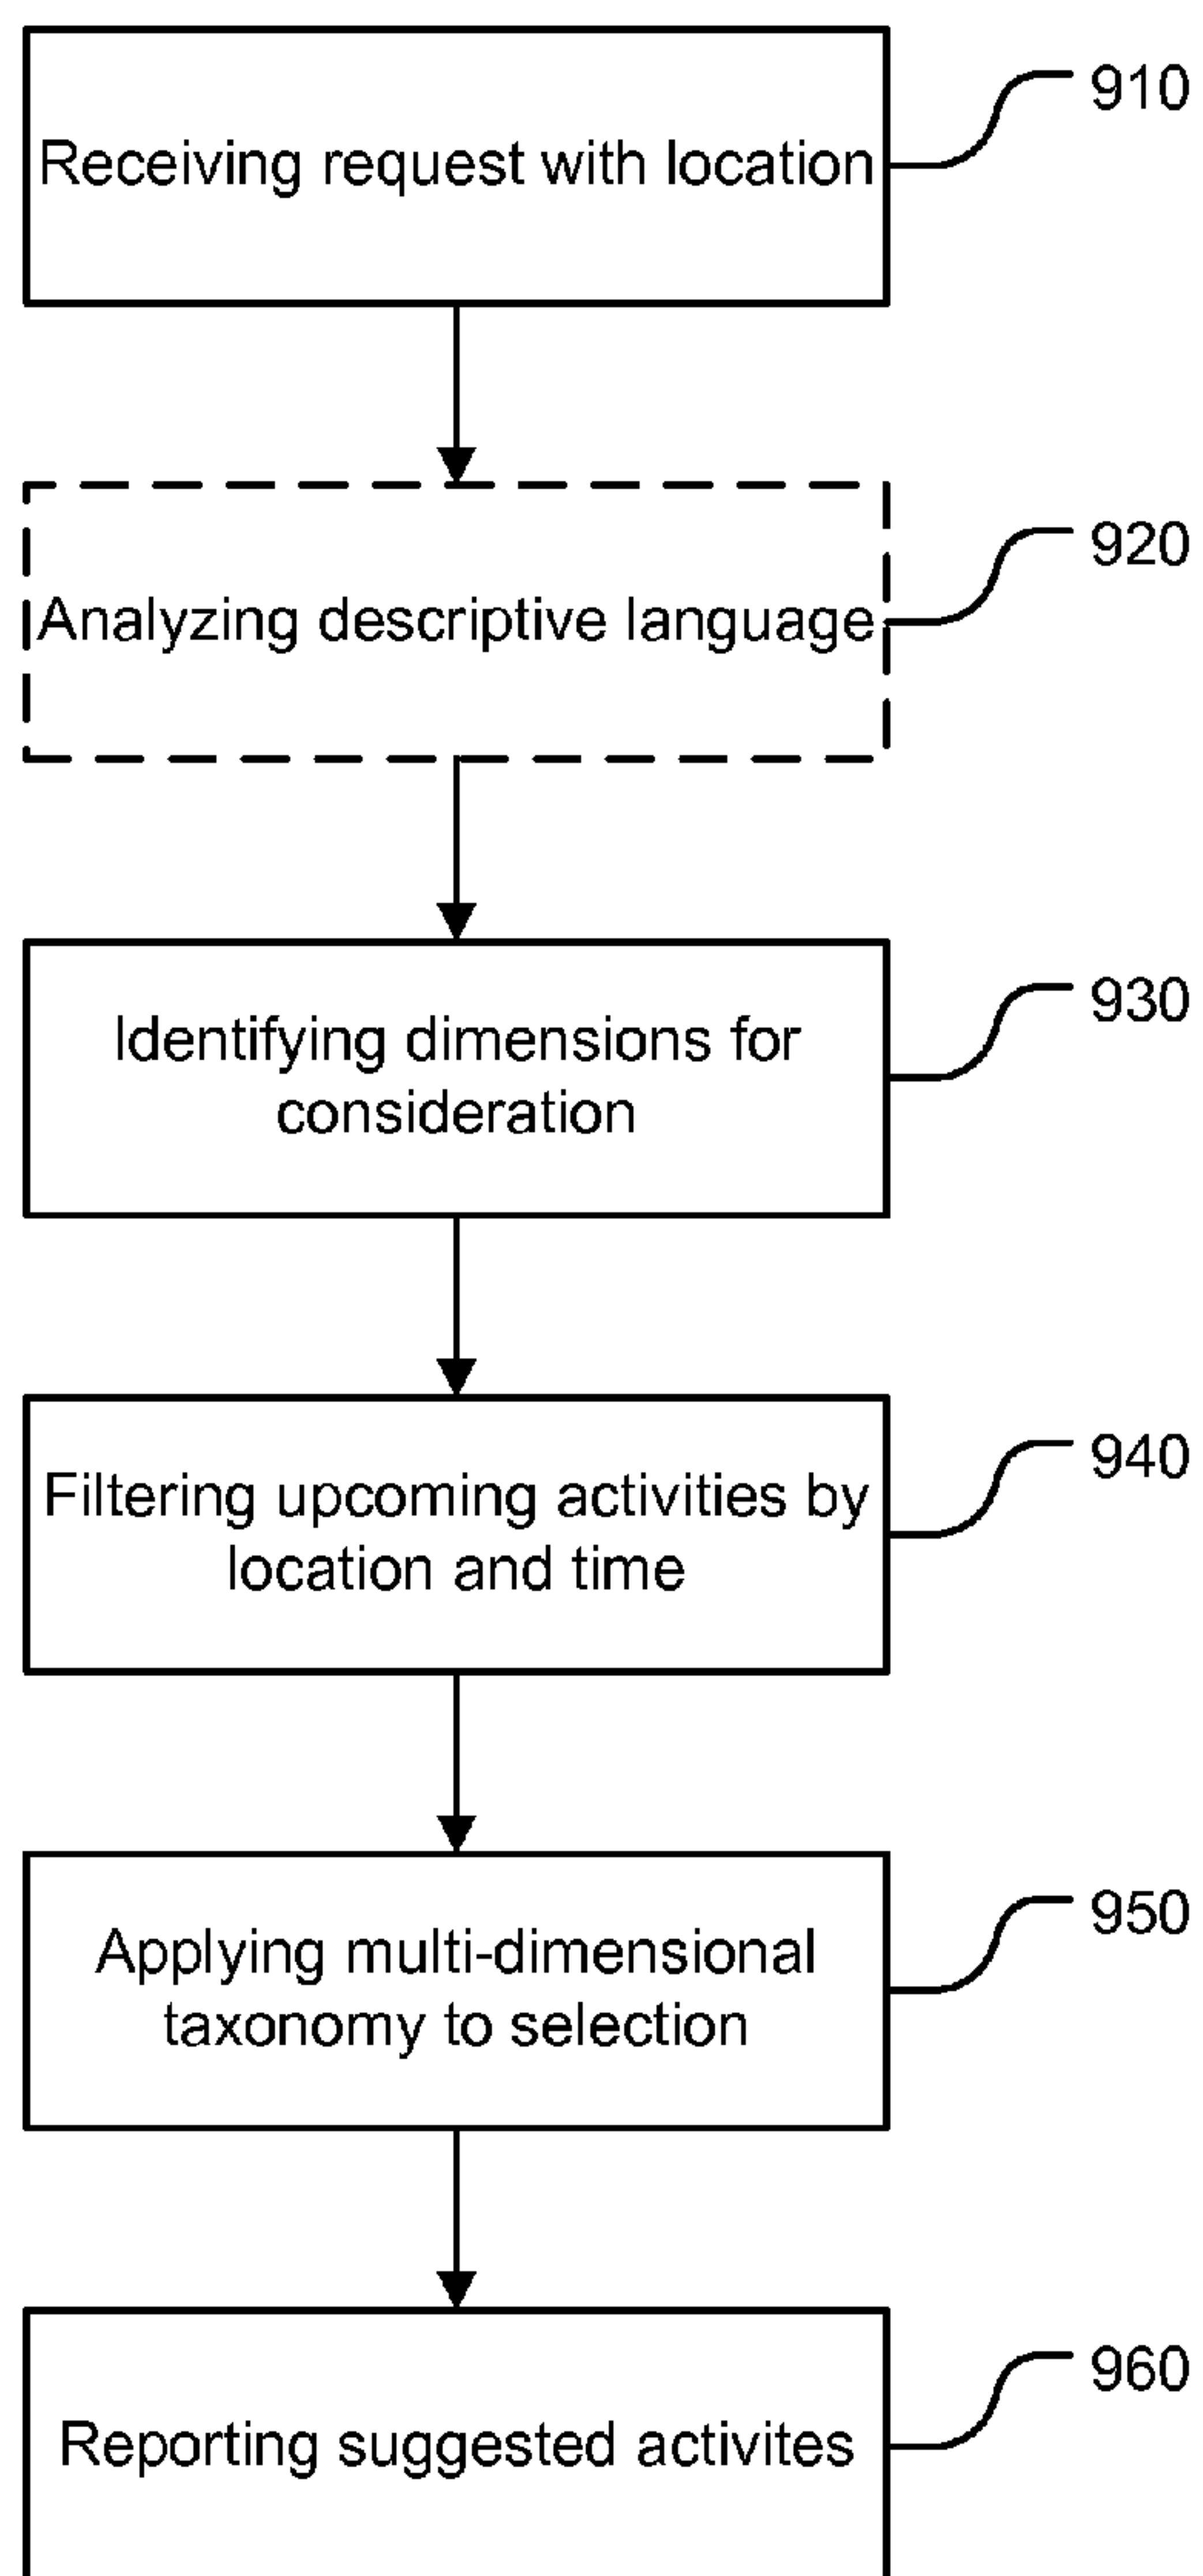 Receiving request with location
910
Analyzing descriptive language
920
Identifying dimensions for
consideration
930
Filtering upcoming activities by
location and time
940
Applying multi-dimensional
taxonomy to selection
950
Reporting suggested activites
960